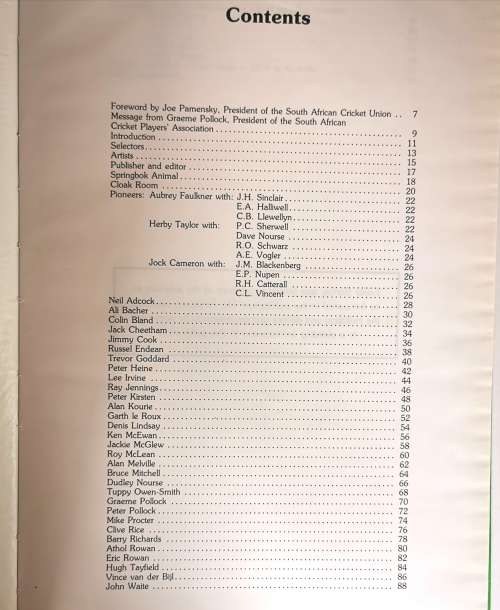 Contents
Foreword by Joe Pamensky, President of the South African Cricket Union .. 7
Message from Graeme Pollock, President of the South African
Cricket Players' Association ........ 9
Introduction ........ 11
Selectors ........ 13
Artists ........ 15
Publisher and editor ........ 17
Springbok Animal ........ 18
Cloak Room ........ 20
Pioneers: Aubrey Faulkner with: J.H. Sinclair ........ 22
E.A. Halliwell ........ 22
C.B. Llewellyn ........ 22
Herby Taylor with: P.C. Sherwell ........ 22
Dave Nourse ........ 24
R.O. Schwarz ........ 24
A.E. Vogler ........ 24
Jock Cameron with: J.M. Blackenberg ........ 26
E.P. Nupen ........ 26
R.H. Catterall ........ 26
C.L. Vincent ........ 26
Neil Adcock ........ 28
Ali Bacher ........ 30
Colin Bland ........ 32
Jack Cheetham ........ 34
Jimmy Cook ........ 36
Russel Endean ........ 38
Trevor Goddard ........ 40
Peter Heine ........ 42
Lee Irvine ........ 44
Ray Jennings ........ 46
Peter Kirsten ........ 48
Alan Kourie ........ 50
Garth le Roux ........ 52
Denis Lindsay ........ 54
Ken McEwan ........ 56
Jackie McGlew ........ 58
Roy McLean ........ 60
Alan Melville ........ 62
Bruce Mitchell ........ 64
Dudley Nourse ........ 66
Tuppy Owen-Smith ........ 68
Graeme Pollock ........ 70
Peter Pollock ........ 72
Mike Procter ........ 74
Clive Rice ........ 76
Barry Richards ........ 78
Athol Rowan ........ 80
Eric Rowan ........ 82
Hugh Tayfield ........ 84
Vince van der Bijl ........ 86
John Waite ........ 88